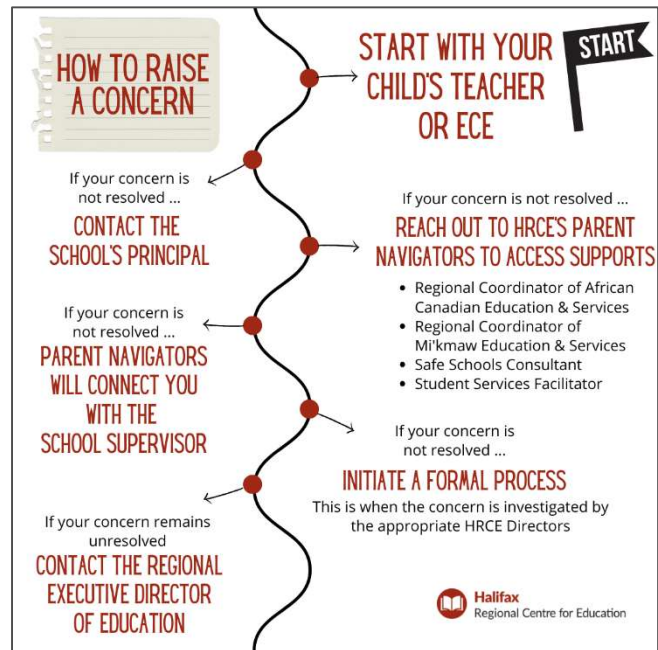 HOW TO RAISE
A CONCERN
START WITH YOUR
CHILD'S TEACHER
OR ECE
START
If your concern is
not resolved ...
CONTACT THE
SCHOOL'S PRINCIPAL
If your concern is not resolved ...
REACH OUT TO HRCE'S PARENT
NAVIGATORS TO ACCESS SUPPORTS
• Regional Coordinator of African
Canadian Education & Services
• Regional Coordinator of
Mi'kmaw Education & Services
• Safe Schools Consultant
• Student Services Facilitator
If your concern is
not resolved ...
PARENT NAVIGATORS
WILL CONNECT YOU
WITH THE
SCHOOL SUPERVISOR
If your concern is
not resolved ...
INITIATE A FORMAL PROCESS
This is when the concern is investigated by
the appropriate HRCE Directors
If your concern remains
unresolved
CONTACT THE REGIONAL
EXECUTIVE DIRECTOR
OF EDUCATION
Halifax
Regional Centre for Education